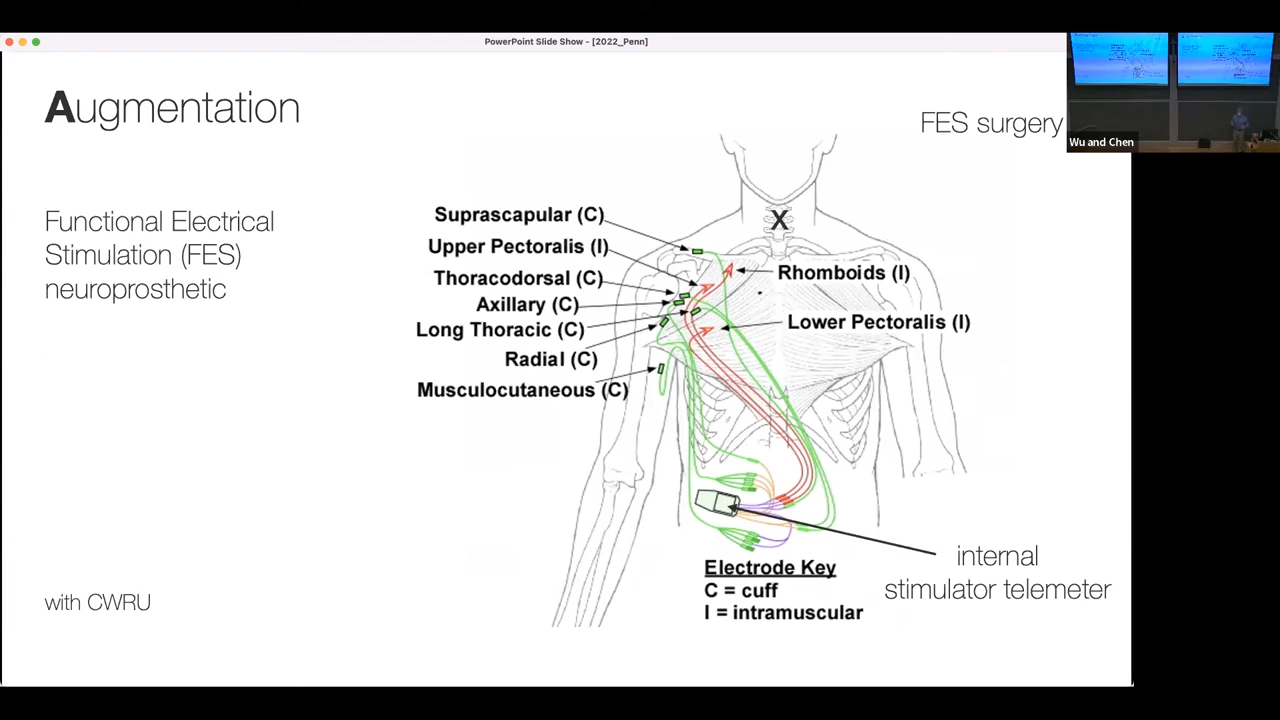 PowerPoint Slide Show - [2022_Penn]
Augmentation
FES surgery
Wu and Chen
Functional Electrical
Stimulation (FES)
neuroprosthetic
Suprascapular (C)
Upper Pectoralis (I)
Thoracodorsal (C)
Axillary (C)
Long Thoracic (C)
Radial (C)
Musculocutaneous (C)
X
Rhomboids (I)
Lower Pectoralis (I)
internal
stimulator telemeter
Electrode Key
C = cuff
I = intramuscular
with CWRU